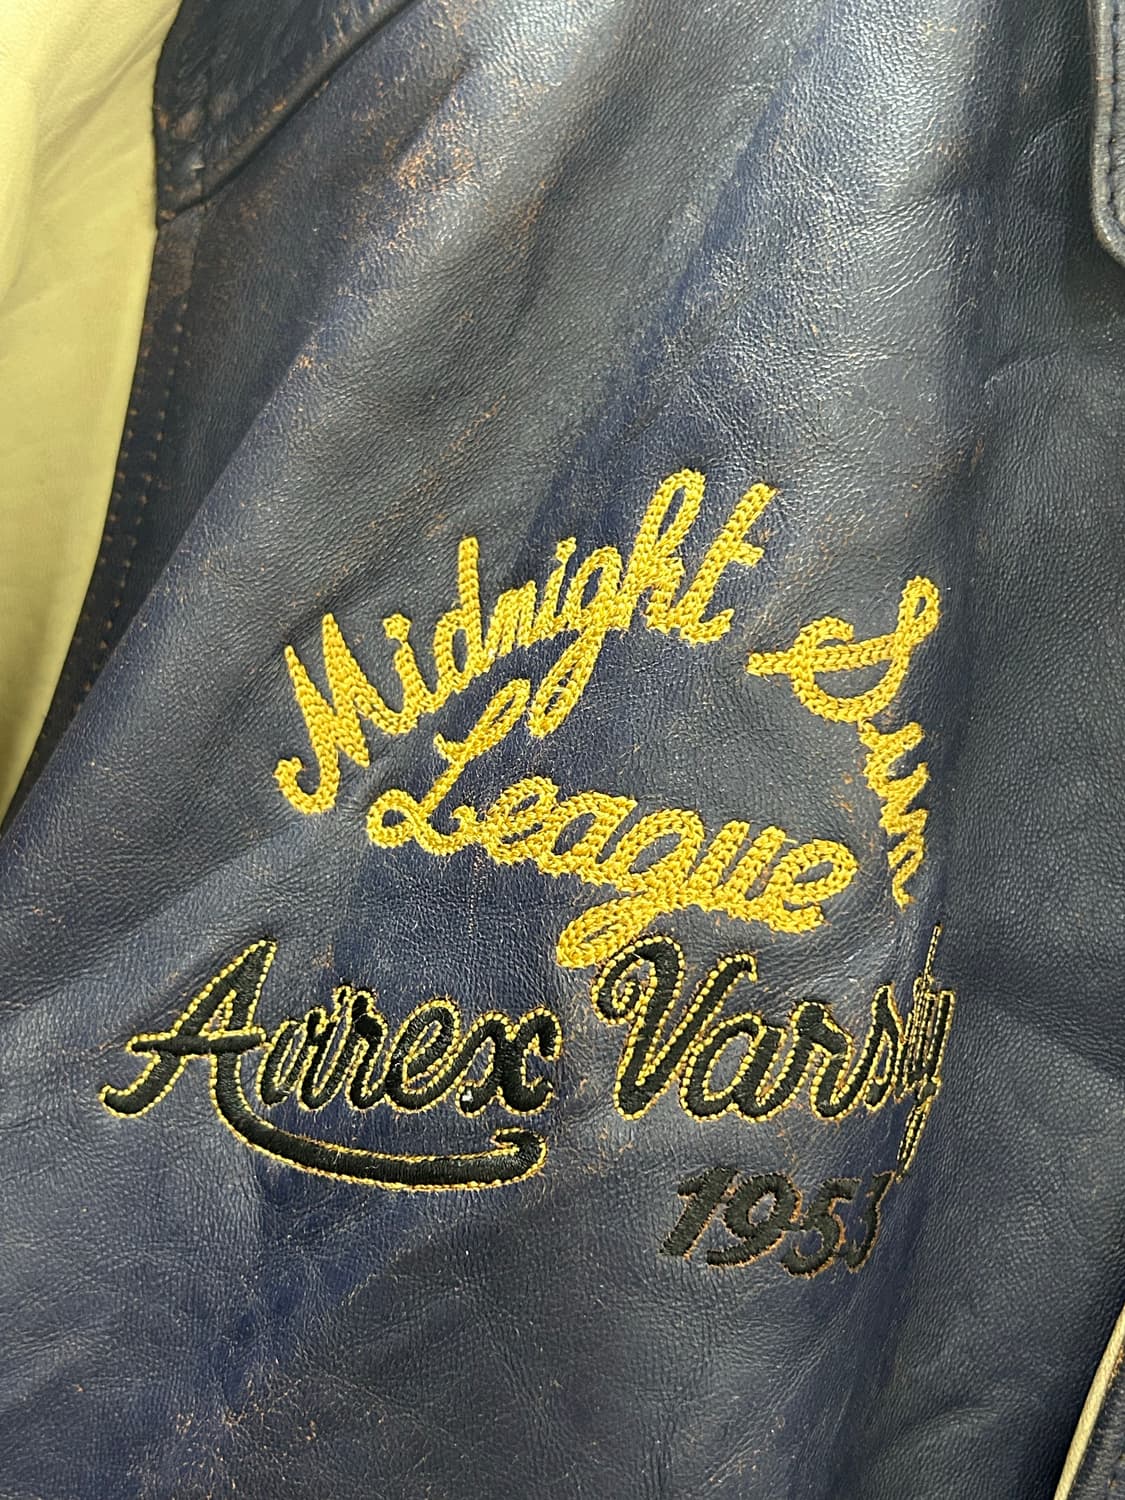 Midnight Sun
League
Avirex Varsity
1953